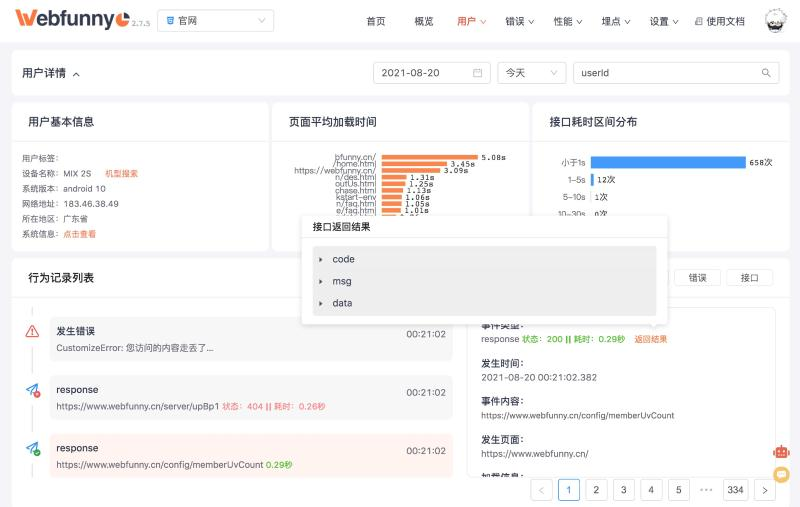 Webfunny 2.7.5
官网
首页 概览 用户 错误 性能 埋点 设置 使用文档
用户详情
2021-08-20 今天 userId
用户基本信息
用户标签:
设备名称: MIX 2S 机型搜索
系统版本: android 10
网络地址: 183.46.38.49
所在地区: 广东省
系统信息: 点击查看
页面平均加载时间
bfunny.cn/ 5.08s
/home.html 3.45s
https://webfunny.cn/ 3.09s
n/des.html 1.31s
outUs.html 1.25s
chase.html 1.13s
kstart-env 1.06s
n/faq.html 1.05s
e/faq.html 1.01s
接口耗时区间分布
小于1s 658次
1–5s 12次
5–10s 1次
10–30s 0次
接口返回结果
code
msg
data
行为记录列表
错误 接口
发生错误 00:21:02
CustomizeError: 您访问的内容走丢了...
response 00:21:02
https://www.webfunny.cn/server/upBp1 状态：404 || 耗时：0.26秒
response 00:21:02
https://www.webfunny.cn/config/memberUvCount 0.29秒
事件类型:
response 状态：200 || 耗时：0.29秒 返回结果
发生时间:
2021-08-20 00:21:02.382
事件内容:
https://www.webfunny.cn/config/memberUvCount
发生页面:
https://www.webfunny.cn/
加载信息:
1 2 3 4 5 ••• 334